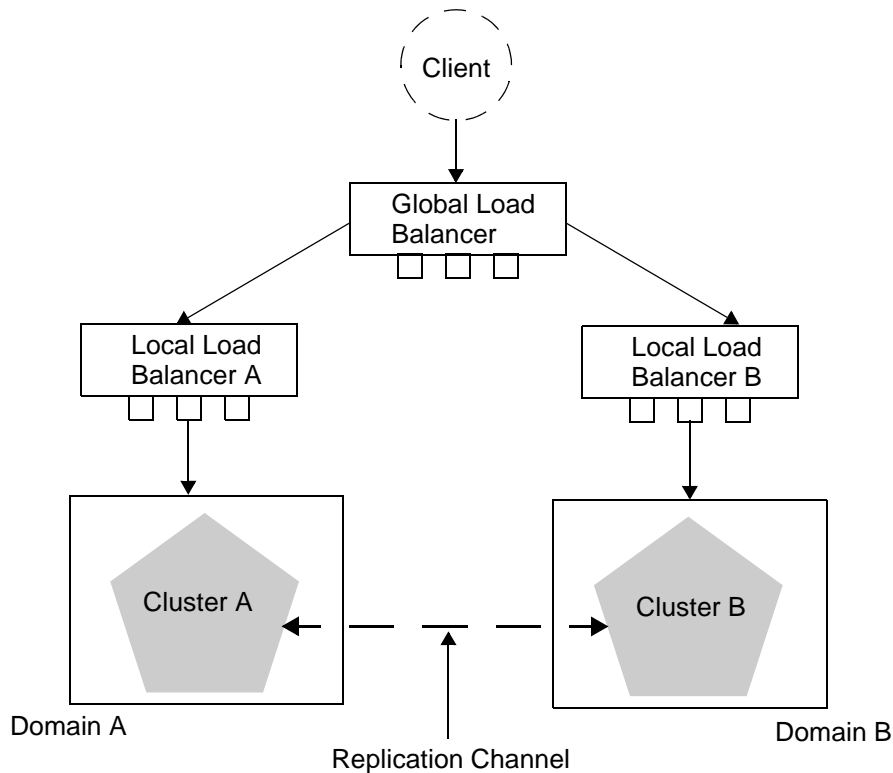 Client
Global Load
Balancer
Local Load
Balancer A
Local Load
Balancer B
Cluster A
Cluster B
Domain A
Domain B
Replication Channel